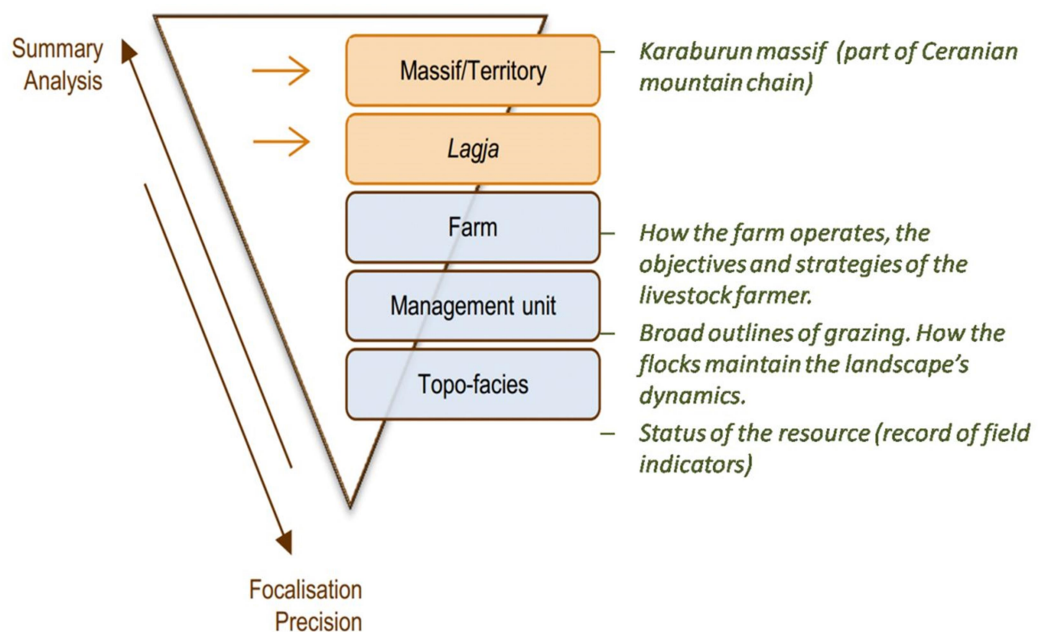 Summary
Analysis
Massif/Territory
Karaburun massif (part of Ceranian
mountain chain)
Lagja
Farm
How the farm operates, the
objectives and strategies of the
livestock farmer.
Management unit
Broad outlines of grazing. How the
flocks maintain the landscape's
dynamics.
Topo-facies
Status of the resource (record of field
indicators)
Focalisation
Precision